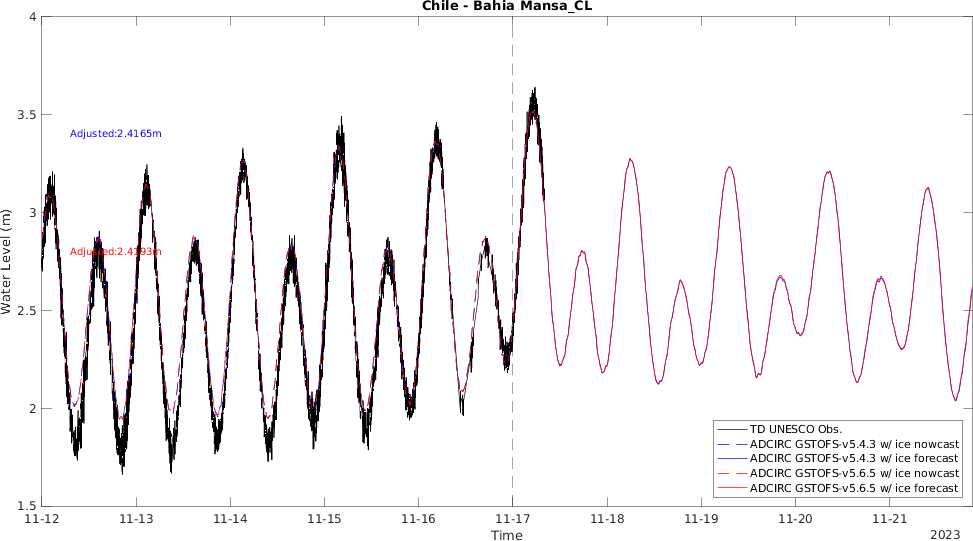 Chile - Bahia Mansa_CL
4
3.5
3
2.5
2
1.5
Water Level (m)
Adjusted:2.4165m
Adjusted:2.4193m
TD UNESCO Obs.
ADCIRC GSTOFS-v5.4.3 w/ ice nowcast
ADCIRC GSTOFS-v5.4.3 w/ ice forecast
ADCIRC GSTOFS-v5.6.5 w/ ice nowcast
ADCIRC GSTOFS-v5.6.5 w/ ice forecast
11-12 11-13 11-14 11-15 11-16 11-17 11-18 11-19 11-20 11-21
Time
2023